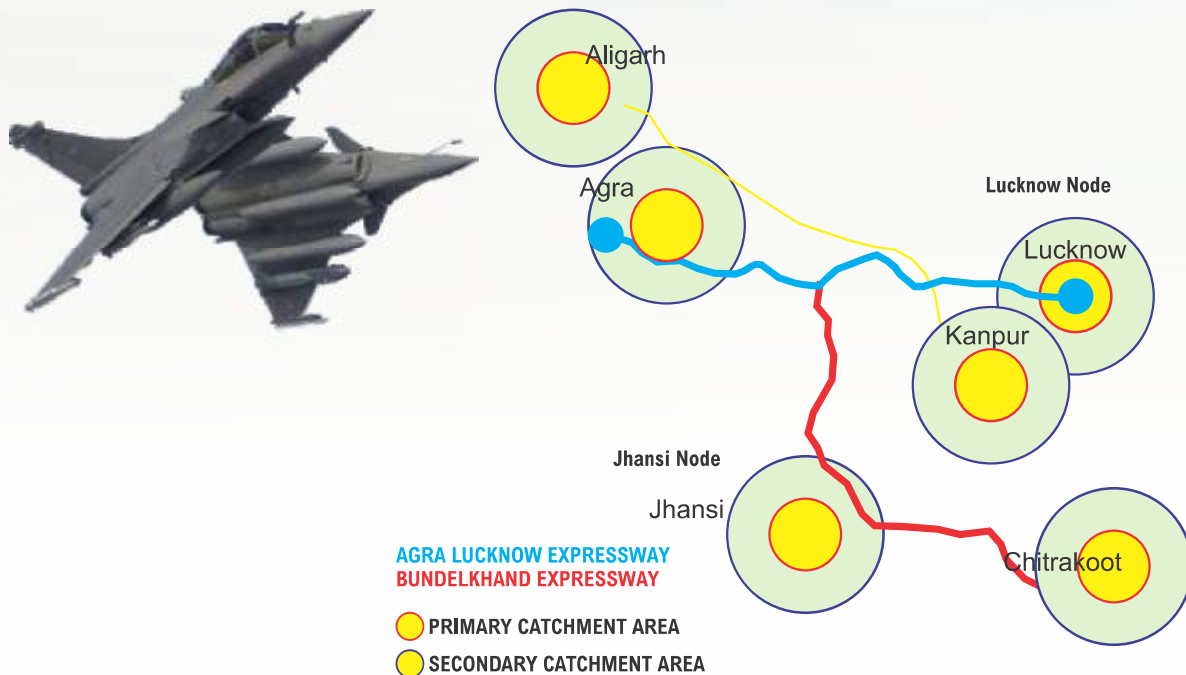 Aligarh
Agra
Lucknow Node
Lucknow
Kanpur
Jhansi Node
Jhansi
Chitrakoot
AGRA LUCKNOW EXPRESSWAY
BUNDELKHAND EXPRESSWAY
PRIMARY CATCHMENT AREA
SECONDARY CATCHMENT AREA